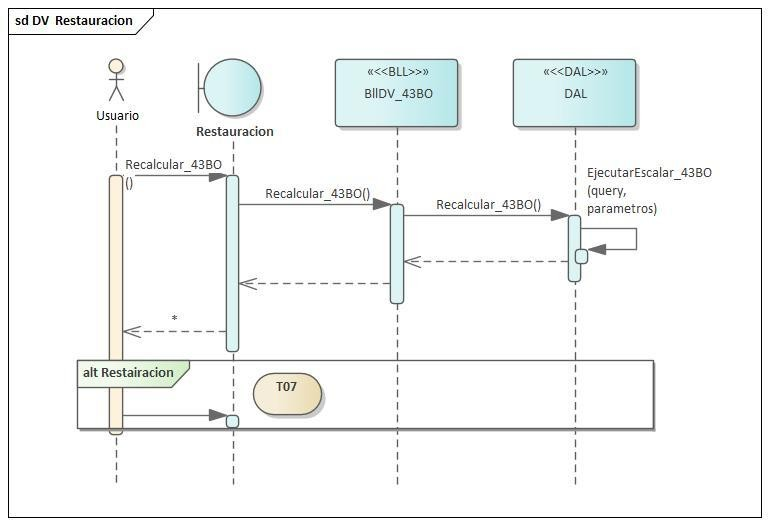 sd DV Restauracion
«<<BLL>>»
BllDV_43BO
«<<DAL>>»
DAL
Usuario
Restauracion
Recalcular_43BO
()
Recalcular_43BO()
Recalcular_43BO()
EjecutarEscalar_43BO
(query,
parametros)
*
alt Restairacion
T07